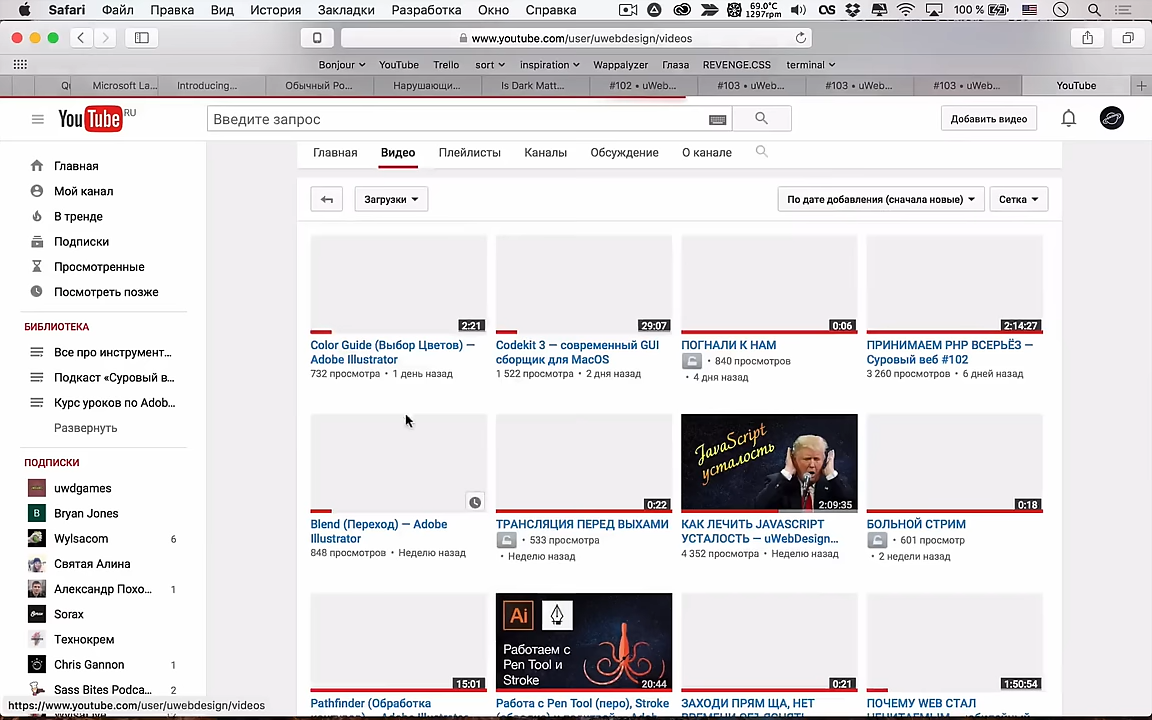 Safari Файл Правка Вид История Закладки Разработка Окно Справка 69.0°C 1297rpm 100 %
www.youtube.com/user/uwebdesign/videos
Bonjour YouTube Trello sort inspiration Wappalyzer Глаза REVENGE.CSS terminal
Microsoft La... Introducing... Обычный Po... Нарушающи... Is Dark Matt... #102 • uWeb... #103 • uWeb... #103 • uWeb... #103 • uWeb... YouTube
YouTube RU Введите запрос Добавить видео
Главная Видео Плейлисты Каналы Обсуждение О канале
Загрузки По дате добавления (сначала новые) Сетка
Главная
Мой канал
В тренде
Подписки
Просмотренные
Посмотреть позже
БИБЛИОТЕКА
Все про инструмент...
Подкаст «Суровый в...
Курс уроков по Adob...
Развернуть
ПОДПИСКИ
uwdgames
B Bryan Jones
Wylsacom 6
Святая Алина
Александр Похо... 1
Sorax
Технокрем
Chris Gannon 1
Sass Bites Podca... 2
2:21
Color Guide (Выбор Цветов) —
Adobe Illustrator
732 просмотра • 1 день назад
29:07
Codekit 3 — современный GUI
сборщик для MacOS
1 522 просмотра • 2 дня назад
0:06
ПОГНАЛИ К НАМ
• 840 просмотров
• 4 дня назад
2:14:27
ПРИНИМАЕМ PHP ВСЕРЬЁЗ —
Суровый веб #102
3 260 просмотров • 6 дней назад
Blend (Переход) — Adobe
Illustrator
848 просмотров • Неделю назад
0:22
ТРАНСЛЯЦИЯ ПЕРЕД ВЫХАМИ
• 533 просмотра
• Неделю назад
JavaScript
усталость
2:09:35
КАК ЛЕЧИТЬ JAVASCRIPT
УСТАЛОСТЬ — uWebDesign...
4 352 просмотра • Неделю назад
0:18
БОЛЬНОЙ СТРИМ
• 601 просмотр
• 2 недели назад
15:01
Pathfinder (Обработка
Ai
Работаем с
Pen Tool и
Stroke
20:44
Работа с Pen Tool (перо), Stroke
0:21
ЗАХОДИ ПРЯМ ЩА, НЕТ
1:50:54
ПОЧЕМУ WEB СТАЛ
https://www.youtube.com/user/uwebdesign/videos